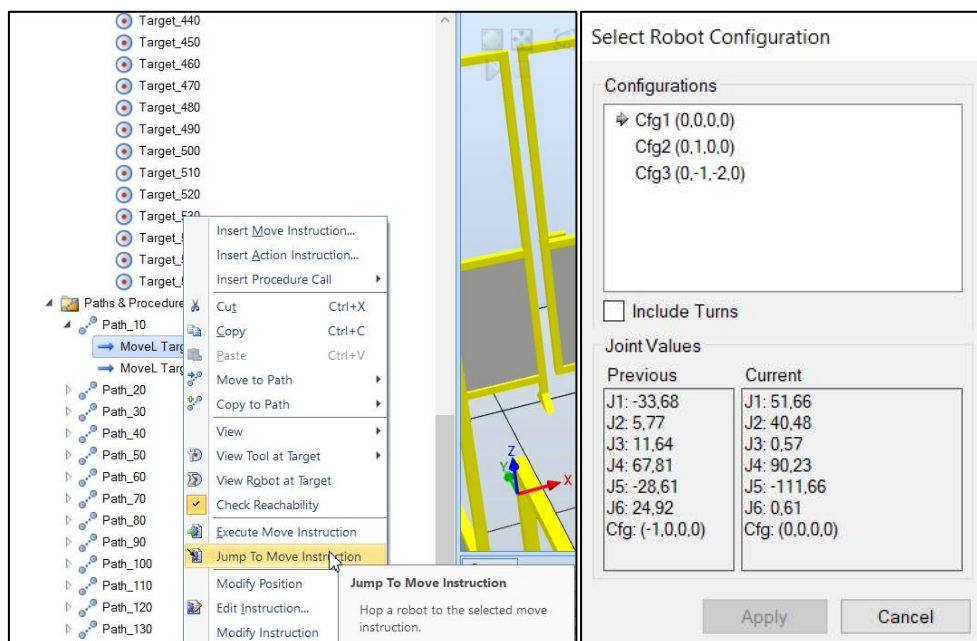 Target_440
Target_450
Target_460
Target_470
Target_480
Target_490
Target_500
Target_510
Target_520
Target_530
Target_5
Target_5
Target_5
Paths & Procedure
Path_10
MoveL Targ
MoveL Targ
Path_20
Path_30
Path_40
Path_50
Path_60
Path_70
Path_80
Path_90
Path_100
Path_110
Path_120
Path_130
Insert Move Instruction...
Insert Action Instruction...
Insert Procedure Call
Cut Ctrl+X
Copy Ctrl+C
Paste Ctrl+V
Move to Path
Copy to Path
View
View Tool at Target
View Robot at Target
Check Reachability
Execute Move Instruction
Jump To Move Instruction
Modify Position
Edit Instruction...
Modify Instruction
Jump To Move Instruction
Hop a robot to the selected move
instruction.
Z
Y
X
Select Robot Configuration
Configurations
Cfg1 (0,0,0,0)
Cfg2 (0,1,0,0)
Cfg3 (0,-1,-2,0)
Include Turns
Joint Values
Previous
J1: -33,68
J2: 5,77
J3: 11,64
J4: 67,81
J5: -28,61
J6: 24,92
Cfg: (-1,0,0,0)
Current
J1: 51,66
J2: 40,48
J3: 0,57
J4: 90,23
J5: -111,66
J6: 0,61
Cfg: (0,0,0,0)
Apply
Cancel